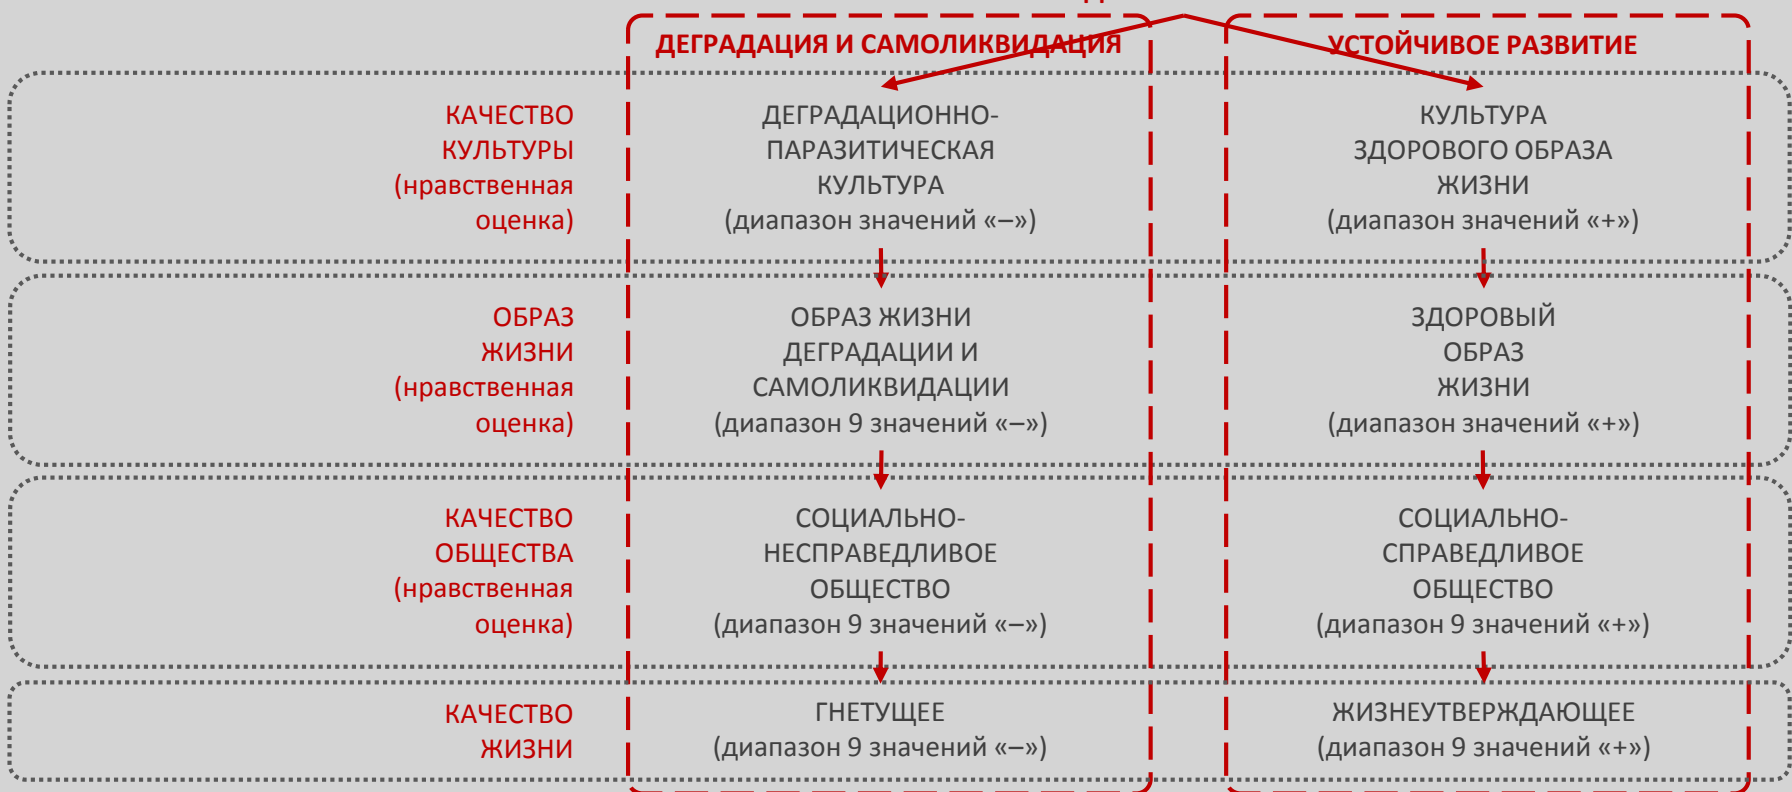 ДЕГРАДАЦИЯ И САМОЛИКВИДАЦИЯ
УСТОЙЧИВОЕ РАЗВИТИЕ
КАЧЕСТВО
КУЛЬТУРЫ
(нравственная
оценка)
ДЕГРАДАЦИОННО-
ПАРАЗИТИЧЕСКАЯ
КУЛЬТУРА
(диапазон значений «–»)
КУЛЬТУРА
ЗДОРОВОГО ОБРАЗА
ЖИЗНИ
(диапазон значений «+»)
ОБРАЗ
ЖИЗНИ
(нравственная
оценка)
ОБРАЗ ЖИЗНИ
ДЕГРАДАЦИИ И
САМОЛИКВИДАЦИИ
(диапазон 9 значений «–»)
ЗДОРОВЫЙ
ОБРАЗ
ЖИЗНИ
(диапазон значений «+»)
КАЧЕСТВО
ОБЩЕСТВА
(нравственная
оценка)
СОЦИАЛЬНО-
НЕСПРАВЕДЛИВОЕ
ОБЩЕСТВО
(диапазон 9 значений «–»)
СОЦИАЛЬНО-
СПРАВЕДЛИВОЕ
ОБЩЕСТВО
(диапазон 9 значений «+»)
КАЧЕСТВО
ЖИЗНИ
ГНЕТУЩЕЕ
(диапазон 9 значений «–»)
ЖИЗНЕУТВЕРЖДАЮЩЕЕ
(диапазон 9 значений «+»)